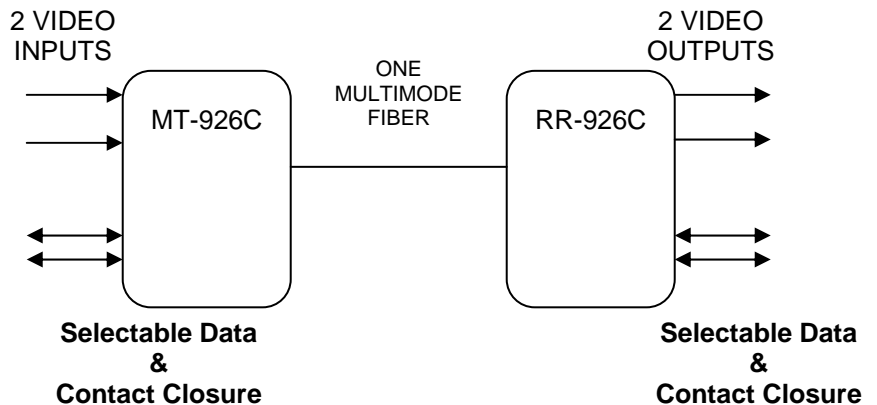 2 VIDEO
INPUTS
MT-926C
ONE
MULTIMODE
FIBER
RR-926C
2 VIDEO
OUTPUTS
Selectable Data
&
Contact Closure
Selectable Data
&
Contact Closure